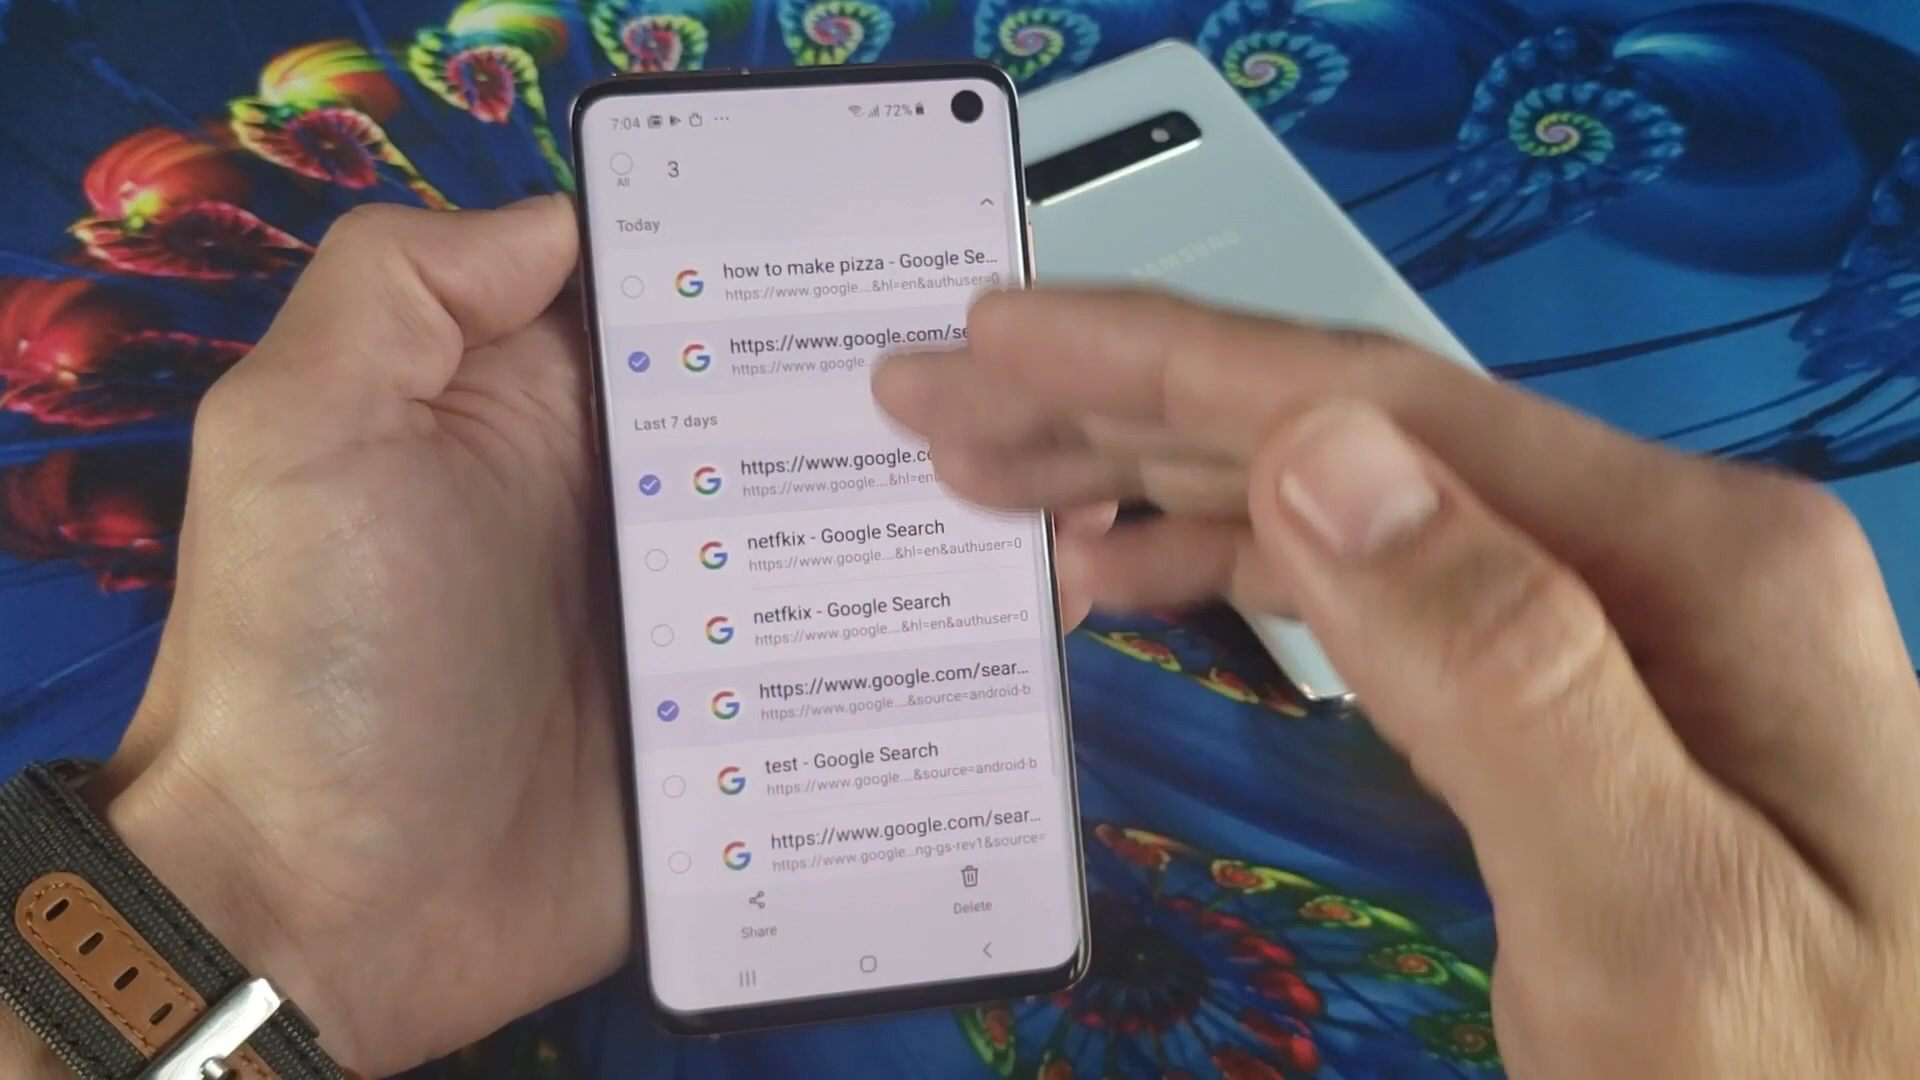 7:04 ... 72%
3
All
Today
how to make pizza - Google Se...
https://www.google....&hl=en&authuser=0
https://www.google.com/se
https://www.google.
Last 7 days
https://www.google.co
https://www.google....&hl=en
netfkix - Google Search
https://www.google....&hl=en&authuser=0
netfkix - Google Search
https://www.google....&hl=en&authuser=0
https://www.google.com/sear...
https://www.google....&source=android-b
test - Google Search
https://www.google....&source=android-b
https://www.google.com/sear...
https://www.google...ng-gs-rev1&source=
Share
Delete
SAMSUNG